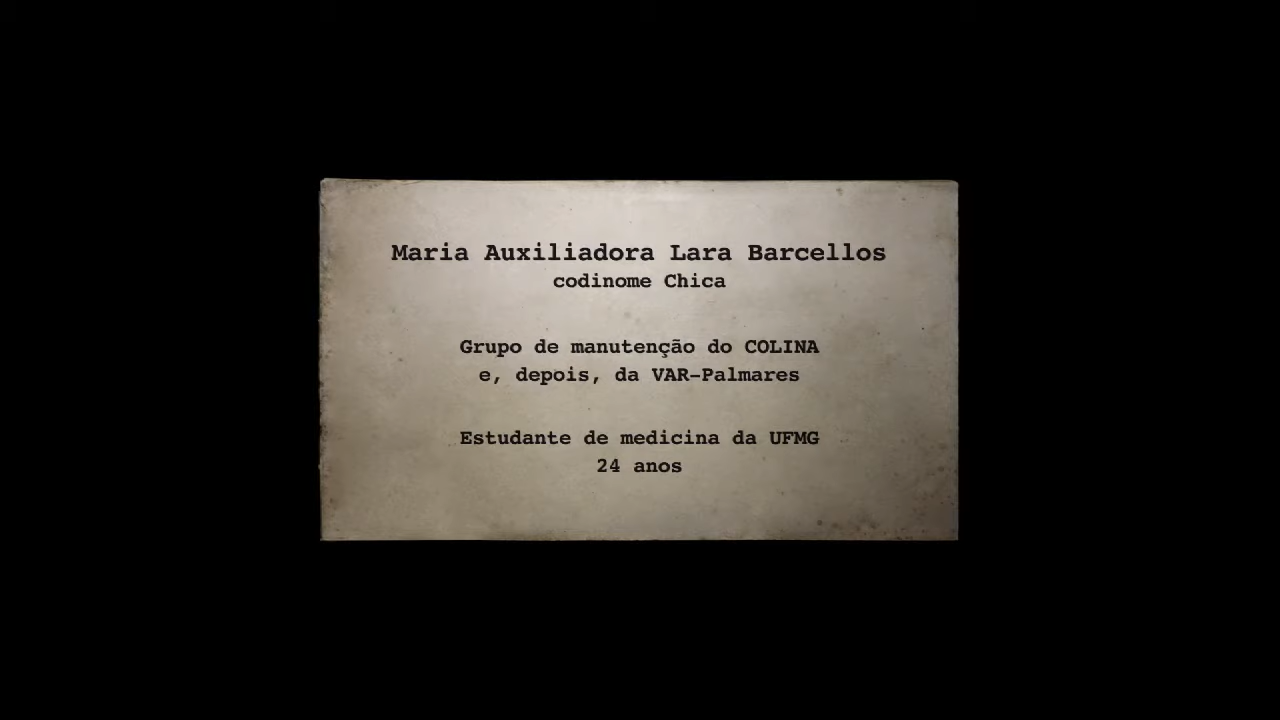 Maria Auxiliadora Lara Barcellos
codinome Chica
Grupo de manutenção do COLINA
e, depois, da VAR-Palmares
Estudante de medicina da UFMG
24 anos